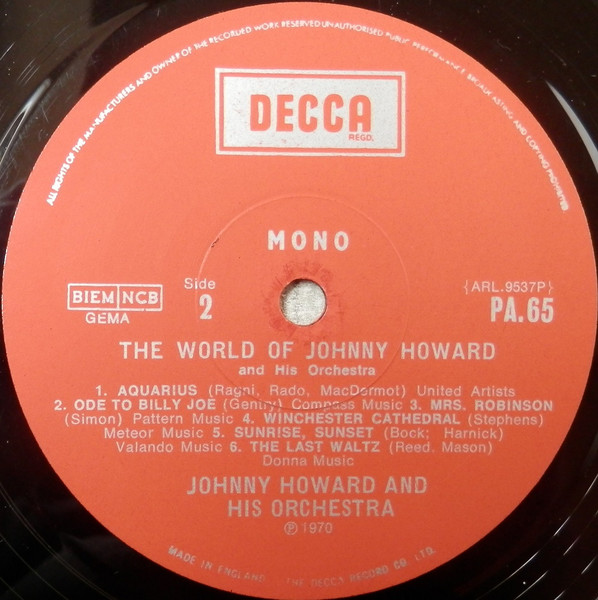 ALL RIGHTS OF THE MANUFACTURERS AND OWNER OF THE RECORDED WORK RESERVED UNAUTHORISED PUBLIC PERFORMANCE BROADCASTING AND COPYING PROHIBITED
DECCA
REGD.
MONO
BIEM NCB
GEMA
Side
2
(ARL.9537P)
PA.65
THE WORLD OF JOHNNY HOWARD
and His Orchestra
1. AQUARIUS (Ragni, Rado, MacDermot) United Artists
2. ODE TO BILLY JOE (Gentry) Compass Music 3. MRS. ROBINSON
(Simon) Pattern Music 4. WINCHESTER CATHEDRAL (Stephens)
Meteor Music 5. SUNRISE, SUNSET (Bock; Harnick)
Valando Music 6. THE LAST WALTZ (Reed, Mason)
Donna Music
JOHNNY HOWARD AND
HIS ORCHESTRA
Ⓟ 1970
MADE IN ENGLAND THE DECCA RECORD CO. LTD.